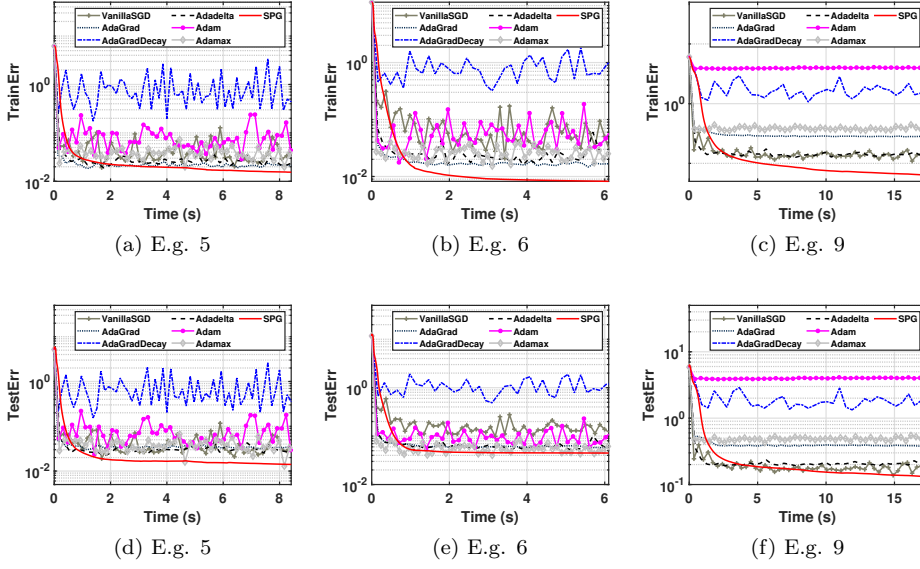 VanillaSGD Adadelta SPG
AdaGrad Adam
AdaGradDecay Adamax
TrainErr
10^0
10^-2
0 2 4 6 8
Time (s)
(a) E.g. 5
VanillaSGD Adadelta SPG
AdaGrad Adam
AdaGradDecay Adamax
TrainErr
10^0
10^-2
0 2 4 6
Time (s)
(b) E.g. 6
VanillaSGD Adadelta SPG
AdaGrad Adam
AdaGradDecay Adamax
TrainErr
10^0
0 5 10 15
Time (s)
(c) E.g. 9
VanillaSGD Adadelta SPG
AdaGrad Adam
AdaGradDecay Adamax
TestErr
10^0
10^-2
0 2 4 6 8
Time (s)
(d) E.g. 5
VanillaSGD Adadelta SPG
AdaGrad Adam
AdaGradDecay Adamax
TestErr
10^0
10^-2
0 2 4 6
Time (s)
(e) E.g. 6
VanillaSGD Adadelta SPG
AdaGrad Adam
AdaGradDecay Adamax
TestErr
10^1
10^0
10^-1
0 5 10 15
Time (s)
(f) E.g. 9